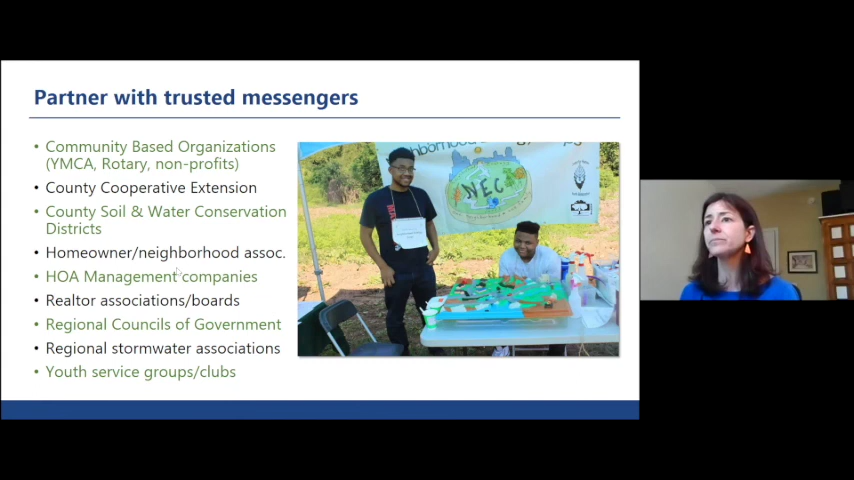 Partner with trusted messengers
• Community Based Organizations
(YMCA, Rotary, non-profits)
• County Cooperative Extension
• County Soil & Water Conservation
Districts
• Homeowner/neighborhood assoc.
• HOA Management companies
• Realtor associations/boards
• Regional Councils of Government
• Regional stormwater associations
• Youth service groups/clubs
NEC